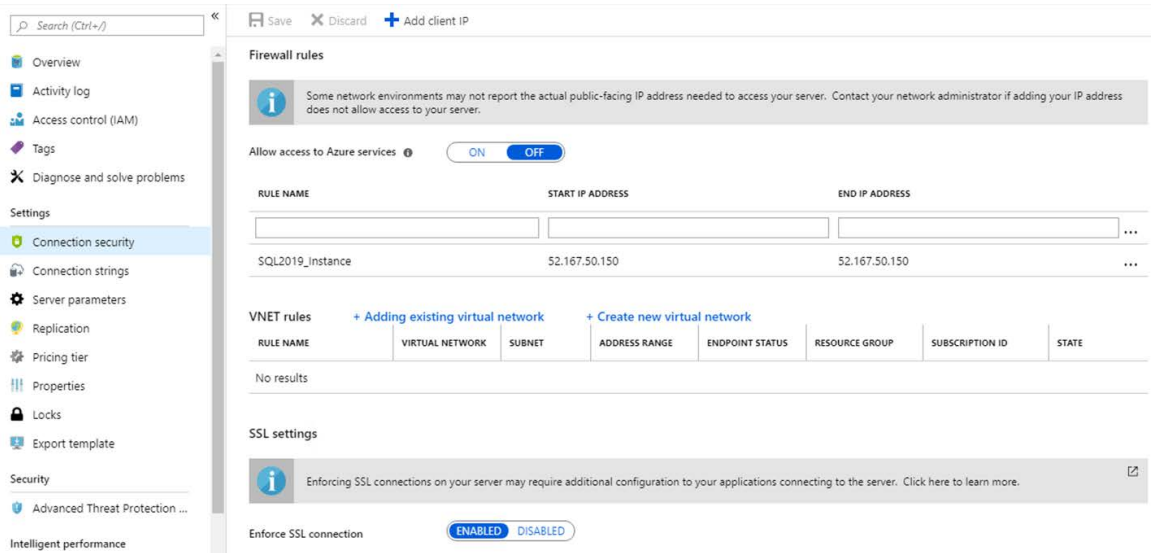 Search (Ctrl+/)
«
Overview
Activity log
Access control (IAM)
Tags
Diagnose and solve problems
Settings
Connection security
Connection strings
Server parameters
Replication
Pricing tier
Properties
Locks
Export template
Security
Advanced Threat Protection ...
Intelligent performance
Save Discard Add client IP
Firewall rules
Some network environments may not report the actual public-facing IP address needed to access your server. Contact your network administrator if adding your IP address
does not allow access to your server.
Allow access to Azure services ON OFF
RULE NAME START IP ADDRESS END IP ADDRESS
...
SQL2019_Instance 52.167.50.150 52.167.50.150 ...
VNET rules + Adding existing virtual network + Create new virtual network
RULE NAME VIRTUAL NETWORK SUBNET ADDRESS RANGE ENDPOINT STATUS RESOURCE GROUP SUBSCRIPTION ID STATE
No results
SSL settings
Enforcing SSL connections on your server may require additional configuration to your applications connecting to the server. Click here to learn more.
Enforce SSL connection ENABLED DISABLED